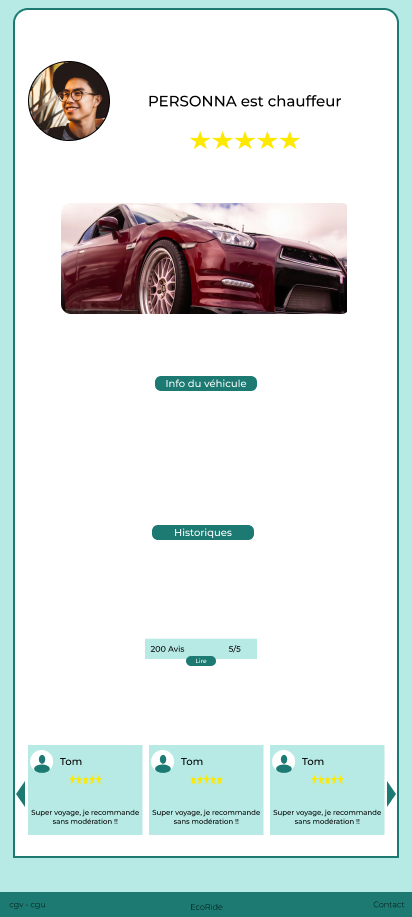 PERSONNA est chauffeur
Info du véhicule
Historiques
200 Avis 5/5
Lire
Tom
Super voyage, je recommande
sans modération !!
Tom
Super voyage, je recommande
sans modération !!
Tom
Super voyage, je recommande
sans modération !!
cgv - cgu
EcoRide
Contact